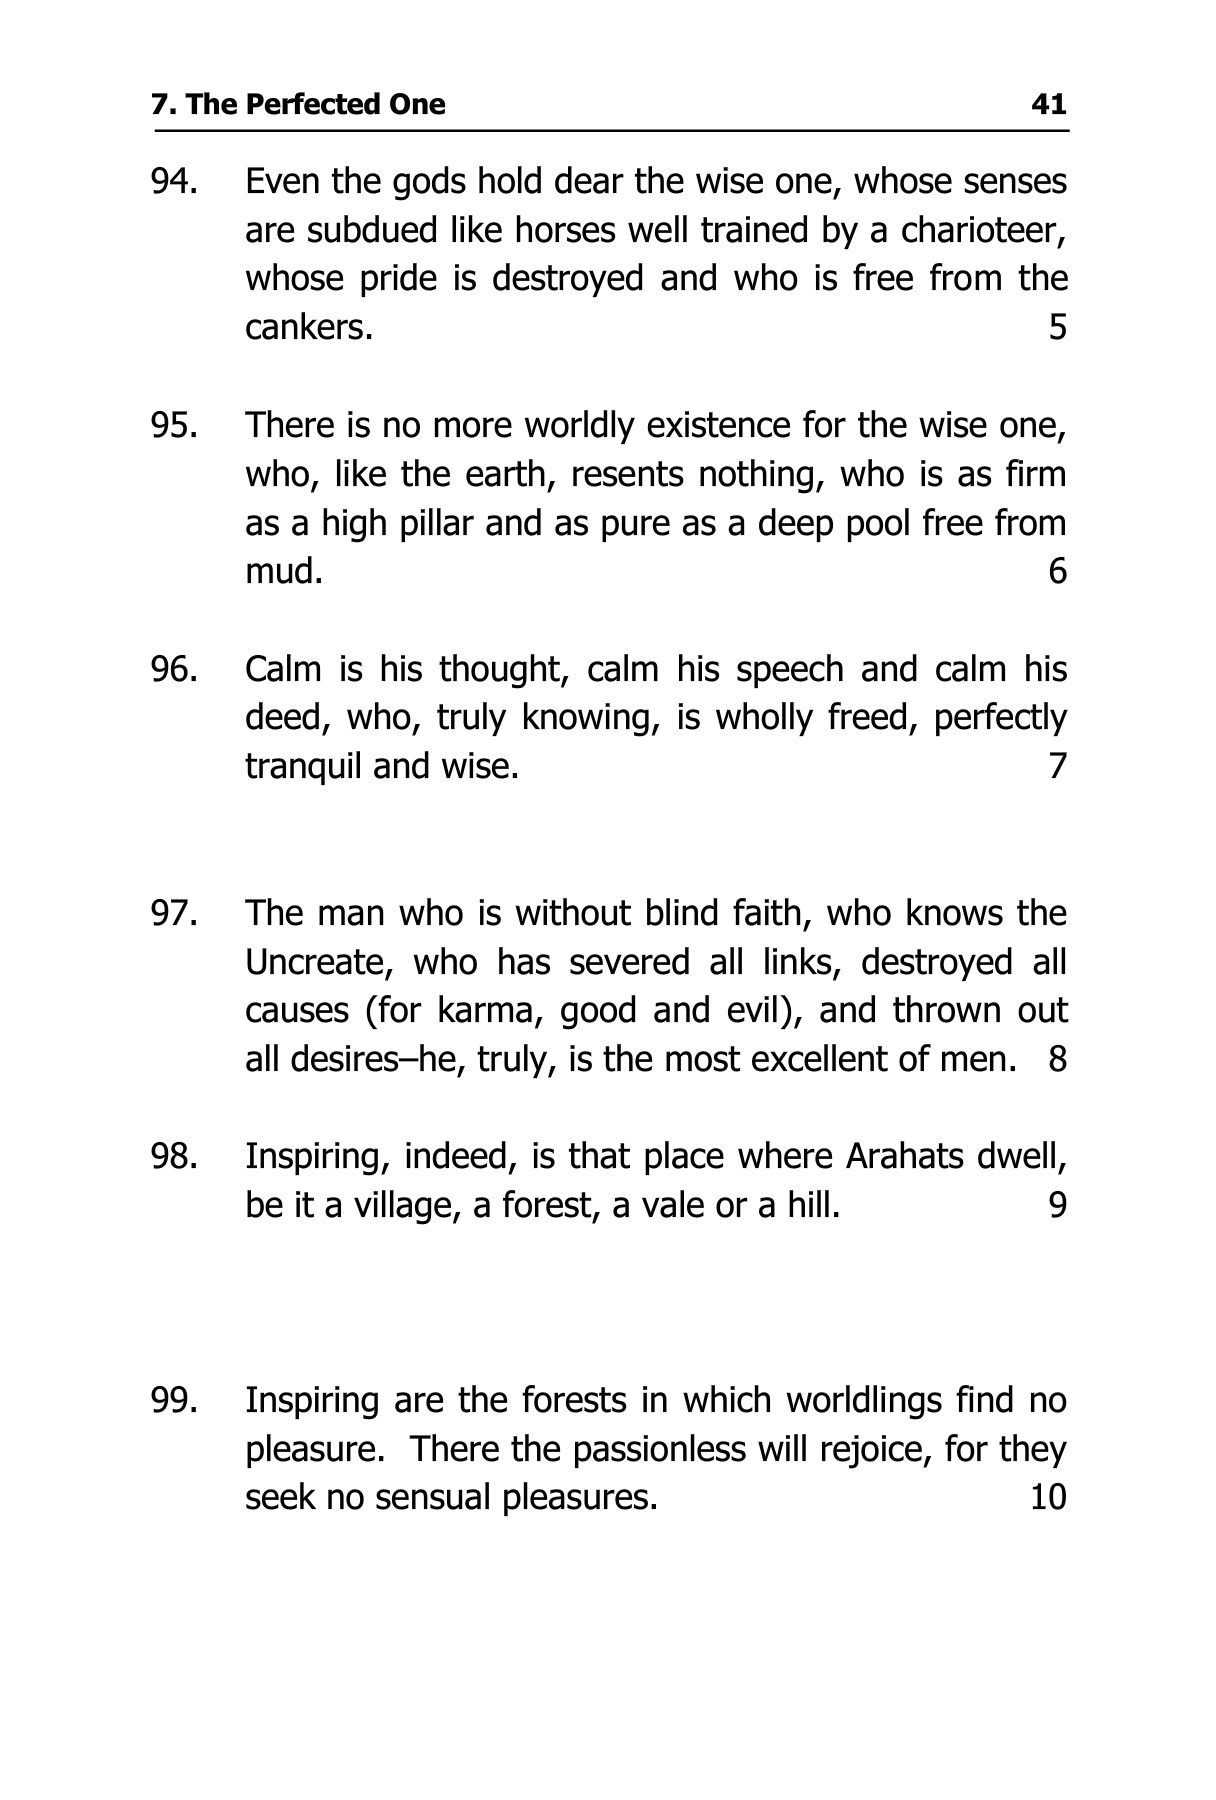 7. The Perfected One 41
94. Even the gods hold dear the wise one, whose senses
are subdued like horses well trained by a charioteer,
whose pride is destroyed and who is free from the
cankers. 5
95. There is no more worldly existence for the wise one,
who, like the earth, resents nothing, who is as firm
as a high pillar and as pure as a deep pool free from
mud. 6
96. Calm is his thought, calm his speech and calm his
deed, who, truly knowing, is wholly freed, perfectly
tranquil and wise. 7
97. The man who is without blind faith, who knows the
Uncreate, who has severed all links, destroyed all
causes (for karma, good and evil), and thrown out
all desires–he, truly, is the most excellent of men. 8
98. Inspiring, indeed, is that place where Arahats dwell,
be it a village, a forest, a vale or a hill. 9
99. Inspiring are the forests in which worldlings find no
pleasure. There the passionless will rejoice, for they
seek no sensual pleasures. 10